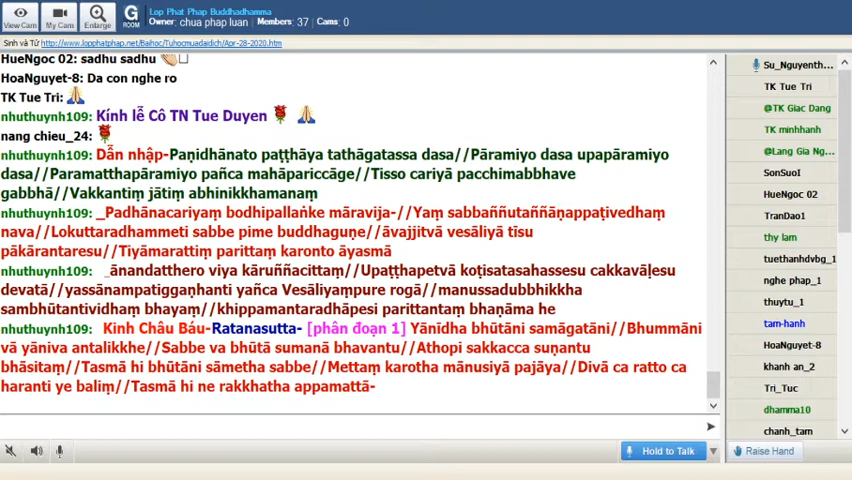 View Cam
My Cam
Enlarge
G
ROOM
Lop Phat Phap Buddhadhamma
Owner: chua phap luan Members: 37 Cams: 0
Sinh và Tử http://www.lopphatphap.net/Baihoc/Tuhocmuadaidich/Apr-28-2020.htm
HueNgoc 02: sadhu sadhu 👏
HoaNguyet-8: Da con nghe ro
TK Tue Tri: 🙏
nhuthuynh109: Kính lễ Cô TN Tue Duyen 🌹 🙏
nang chieu_24: 🌹
nhuthuynh109: Dẫn nhập-Paṇidhānato paṭṭhāya tathāgatassa dasa//Pāramiyo dasa upapāramiyo
dasa//Paramatthapāramiyo pañca mahāpariccāge//Tisso cariyā pacchimabbhave
gabbhā//Vakkantiṃ jātiṃ abhinikkhamanaṃ
nhuthuynh109: _Padhānacariyaṃ bodhipallaṅke māravija-//Yaṃ sabbaññutaññāṇappaṭivedhaṃ
nava//Lokuttaradhammeti sabbe pime buddhaguṇe//āvajjitvā vesāliyā tīsu
pākārantaresu//Tiyāmarattiṃ parittaṃ karonto āyasmā
nhuthuynh109: _ānandatthero viya kāruññacittaṃ//Upaṭṭhapetvā koṭisatasahassesu cakkavāḷesu
devatā//yassānampatiggaṇhanti yañca Vesāliyaṃpure rogā//manussadubbhikkha
sambhūtantividhaṃ bhayaṃ//khippamantaradhāpesi parittantaṃ bhaṇāma he
nhuthuynh109: Kinh Châu Báu-Ratanasutta- [phân đoạn 1] Yānīdha bhūtāni samāgatāni//Bhummāni
vā yāniva antalikkhe//Sabbe va bhūtā sumanā bhavantu//Athopi sakkacca suṇantu
bhāsitaṃ//Tasmā hi bhūtāni sāmetha sabbe//Mettaṃ karotha mānusiyā pajāya//Divā ca ratto ca
haranti ye baliṃ//Tasmā hi ne rakkhatha appamattā-
Su_Nguyenth...
TK Tue Tri
@TK Giac Dang
TK minhhanh
@Lang Gia Ng...
SonSuoI
HueNgoc 02
TranDao1
thy lam
tuethanhdvbg_1
nghe phap_1
thuytu_1
tam-hanh
HoaNguyet-8
khanh an_2
Tri_Tuc
dhamma10
chanh_tam
Hold to Talk
Raise Hand